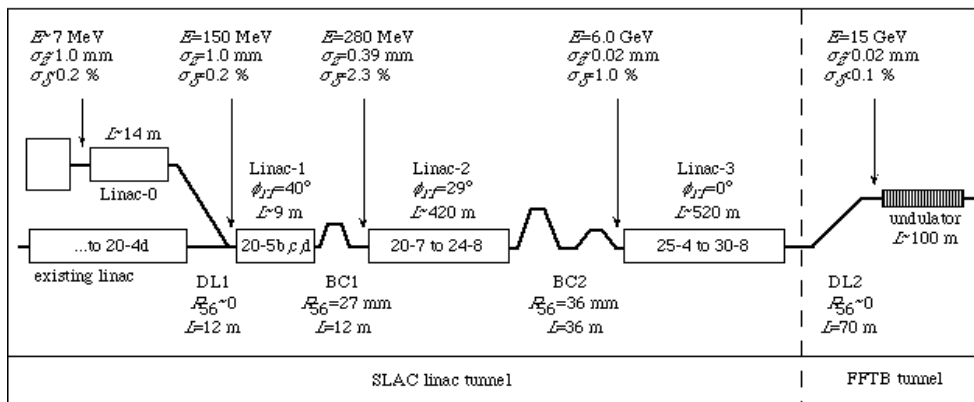 E≈7 MeV
σz≈1.0 mm
σδ≈0.2 %
E=150 MeV
σz≈1.0 mm
σδ≈0.2 %
E=280 MeV
σz=0.39 mm
σδ=2.3 %
E=6.0 GeV
σz≈0.02 mm
σδ≈1.0 %
E=15 GeV
σz≈0.02 mm
σδ<0.1 %
L~14 m
Linac-0
Linac-1
ϕrf=40°
L~9 m
Linac-2
ϕrf=29°
L~420 m
Linac-3
ϕrf=0°
L~520 m
undulator
L~100 m
...to 20-4d
20-5b,c,d
20-7 to 24-8
25-4 to 30-8
existing linac
DL1
R56~0
L=12 m
BC1
R56=27 mm
L=12 m
BC2
R56=36 mm
L=36 m
DL2
R56~0
L=70 m
SLAC linac tunnel
FFTB tunnel